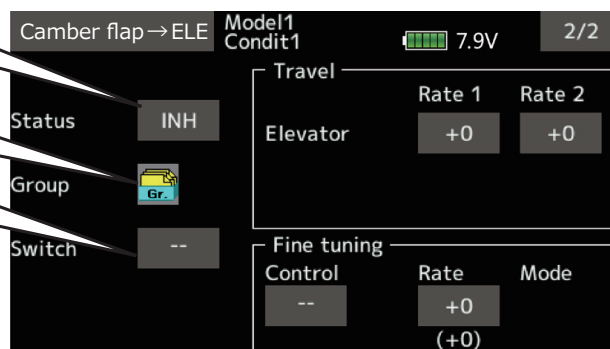 Camber flap→ELE
Model1
Condit1
7.9V
2/2
Status
INH
Group
Gr.
Switch
--
Travel
Rate 1
Rate 2
Elevator
+0
+0
Fine tuning
Control
Rate
Mode
--
+0
(+0)